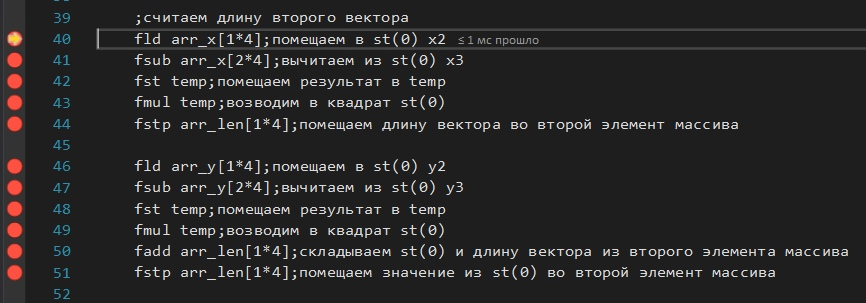 39 ;считаем длину второго вектора
40 fld arr_x[1*4];помещаем в st(0) x2 ≤ 1 мс прошло
41 fsub arr_x[2*4];вычитаем из st(0) x3
42 fst temp;помещаем результат в temp
43 fmul temp;возводим в квадрат st(0)
44 fstp arr_len[1*4];помещаем длину вектора во второй элемент массива
45
46 fld arr_y[1*4];помещаем в st(0) y2
47 fsub arr_y[2*4];вычитаем из st(0) y3
48 fst temp;помещаем результат в temp
49 fmul temp;возводим в квадрат st(0)
50 fadd arr_len[1*4];складываем st(0) и длину вектора из второго элемента массива
51 fstp arr_len[1*4];помещаем значение из st(0) во второй элемент массива
52